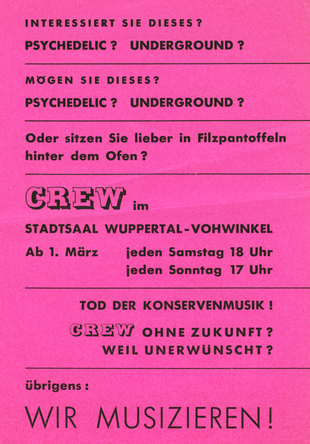 INTERESSIERT SIE DIESES?
PSYCHEDELIC? UNDERGROUND?
MÖGEN SIE DIESES?
PSYCHEDELIC? UNDERGROUND?
Oder sitzen Sie lieber in Filzpantoffeln
hinter dem Ofen?
CREW im
STADTSAAL WUPPERTAL-VOHWINKEL
Ab 1. März jeden Samstag 18 Uhr
jeden Sonntag 17 Uhr
TOD DER KONSERVENMUSIK!
CREW OHNE ZUKUNFT?
WEIL UNERWÜNSCHT?
übrigens:
WIR MUSIZIEREN!